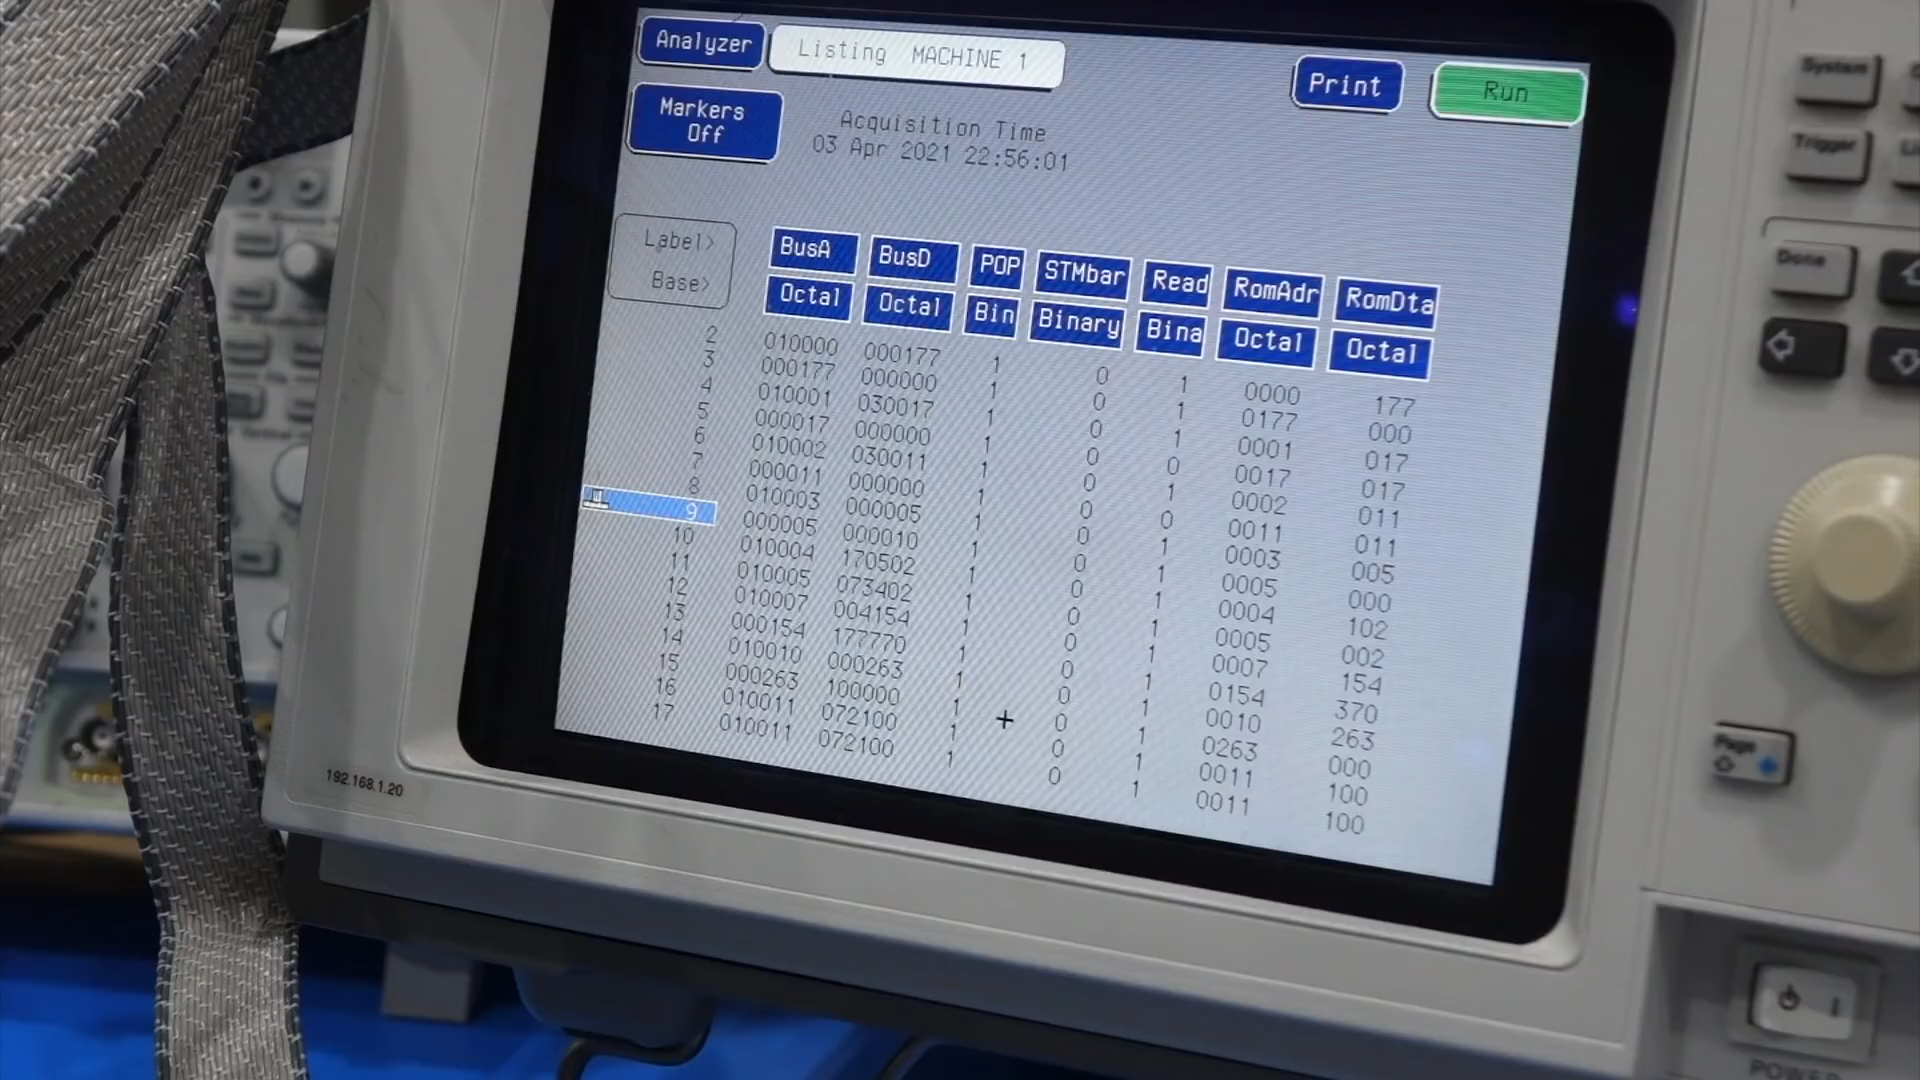 Analyzer Listing MACHINE 1 Print Run
Markers
Off
Acquisition Time
03 Apr 2021 22:56:01
Label> BusA BusD POP STMbar Read RomAdr RomDta
Base> Octal Octal Bin Binary Bina Octal Octal
2 010000 000177 1 0 1 0000 177
3 000177 000000 1 0 1 0177 000
4 010001 030017 1 0 1 0001 017
5 000017 000000 1 0 0 0017 017
6 010002 030011 1 0 1 0002 011
7 000011 000000 1 0 0 0011 011
8 010003 000005 1 0 1 0003 005
9 000005 000010 1 0 1 0005 000
10 010004 170502 1 0 1 0004 102
11 010005 073402 1 0 1 0005 002
12 010007 004154 1 0 1 0007 154
13 000154 177770 1 0 1 0154 370
14 010010 000263 1 0 1 0010 263
15 000263 100000 1 0 1 0263 000
16 010011 072100 1 0 1 0011 100
17 010011 072100 1 0 1 0011 100
192.168.1.20
System
Trigger
Done
Page
POWER